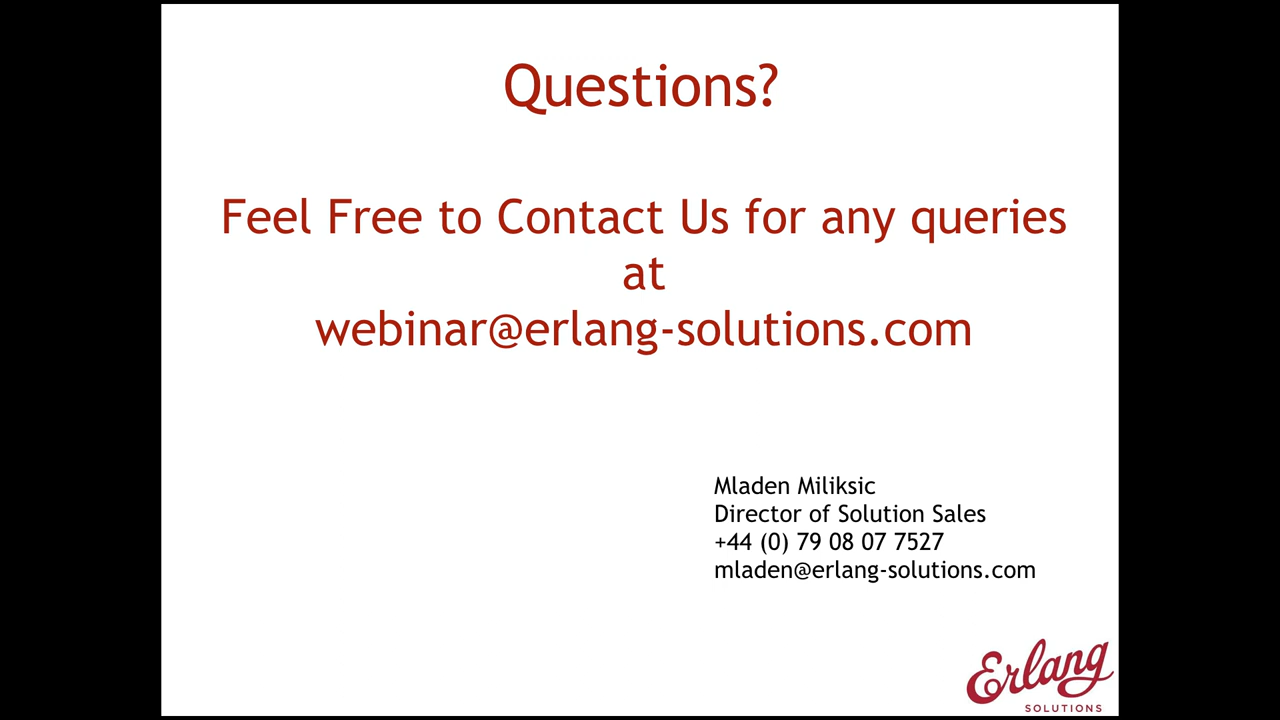 Questions?
Feel Free to Contact Us for any queries
at
webinar@erlang-solutions.com
Mladen Miliksic
Director of Solution Sales
+44 (0) 79 08 07 7527
mladen@erlang-solutions.com
Erlang
SOLUTIONS